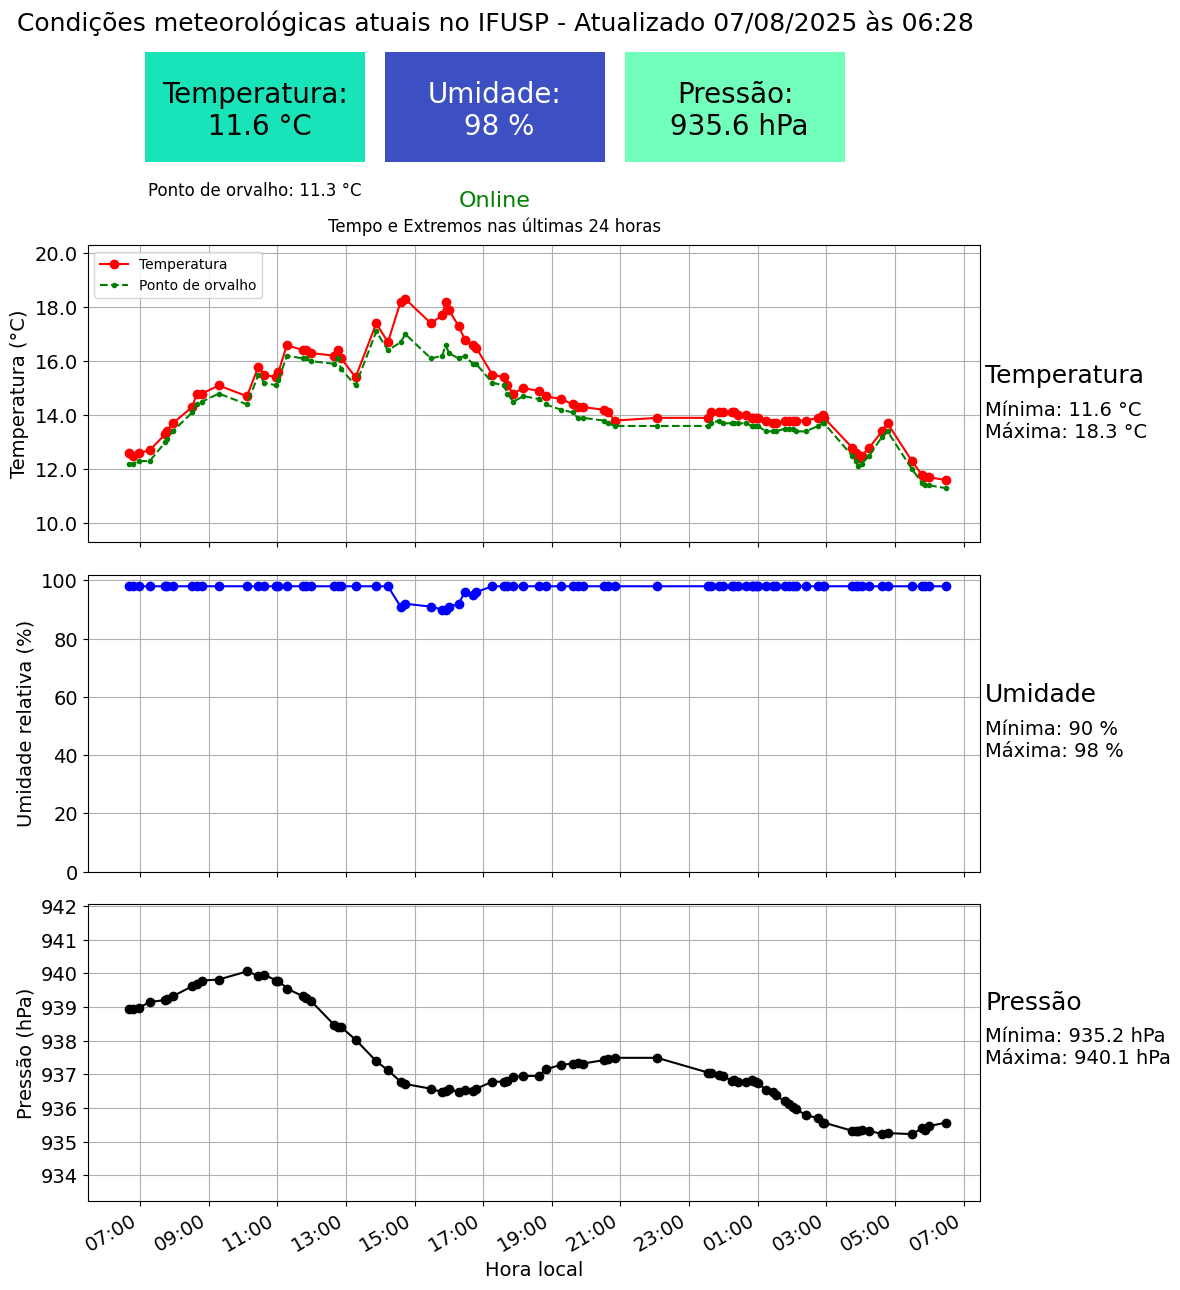 Condições meteorológicas atuais no IFUSP - Atualizado 07/08/2025 às 06:28
Temperatura:
11.6 °C
Umidade:
98 %
Pressão:
935.6 hPa
Ponto de orvalho: 11.3 °C
Online
Tempo e Extremos nas últimas 24 horas
Temperatura (°C)
20.0
18.0
16.0
14.0
12.0
10.0
Temperatura
Ponto de orvalho
Temperatura
Mínima: 11.6 °C
Máxima: 18.3 °C
Umidade relativa (%)
100
80
60
40
20
0
Umidade
Mínima: 90 %
Máxima: 98 %
Pressão (hPa)
942
941
940
939
938
937
936
935
934
Pressão
Mínima: 935.2 hPa
Máxima: 940.1 hPa
07:00
09:00
11:00
13:00
15:00
17:00
19:00
21:00
23:00
01:00
03:00
05:00
07:00
Hora local